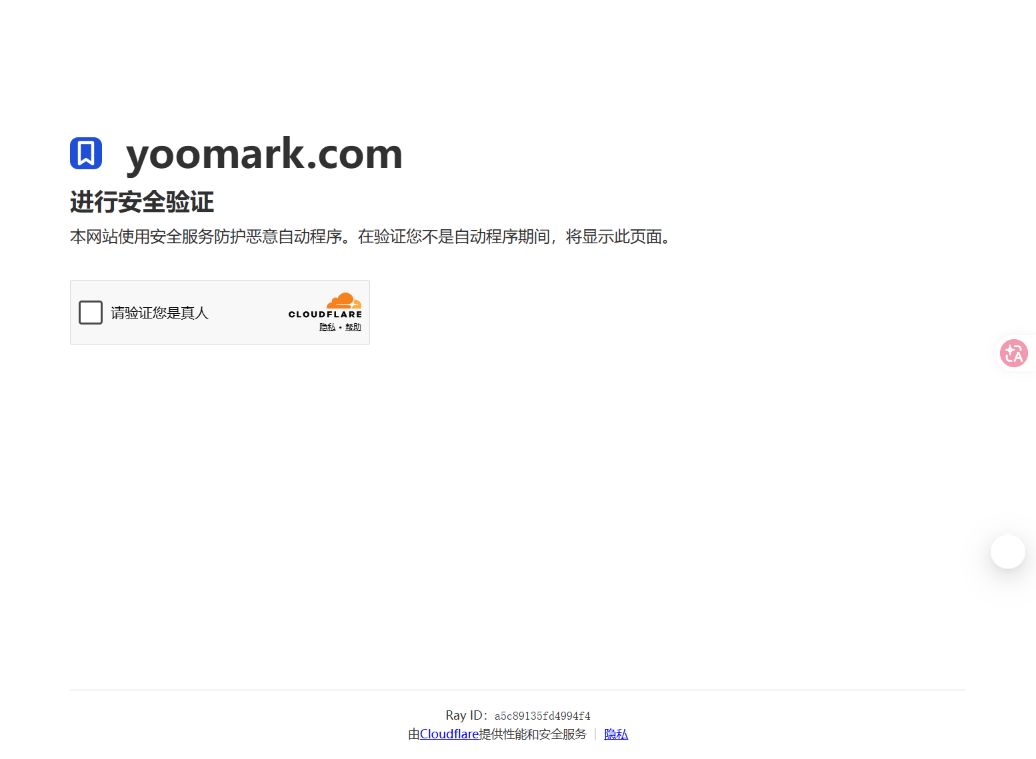 yoomark.com
进行安全验证
本网站使用安全服务防护恶意自动程序。在验证您不是自动程序期间，将显示此页面。
请验证您是真人
CLOUDFLARE
隐私 • 帮助
Ray ID：a5c89135fd4994f4
由Cloudflare提供性能和安全服务 | 隐私